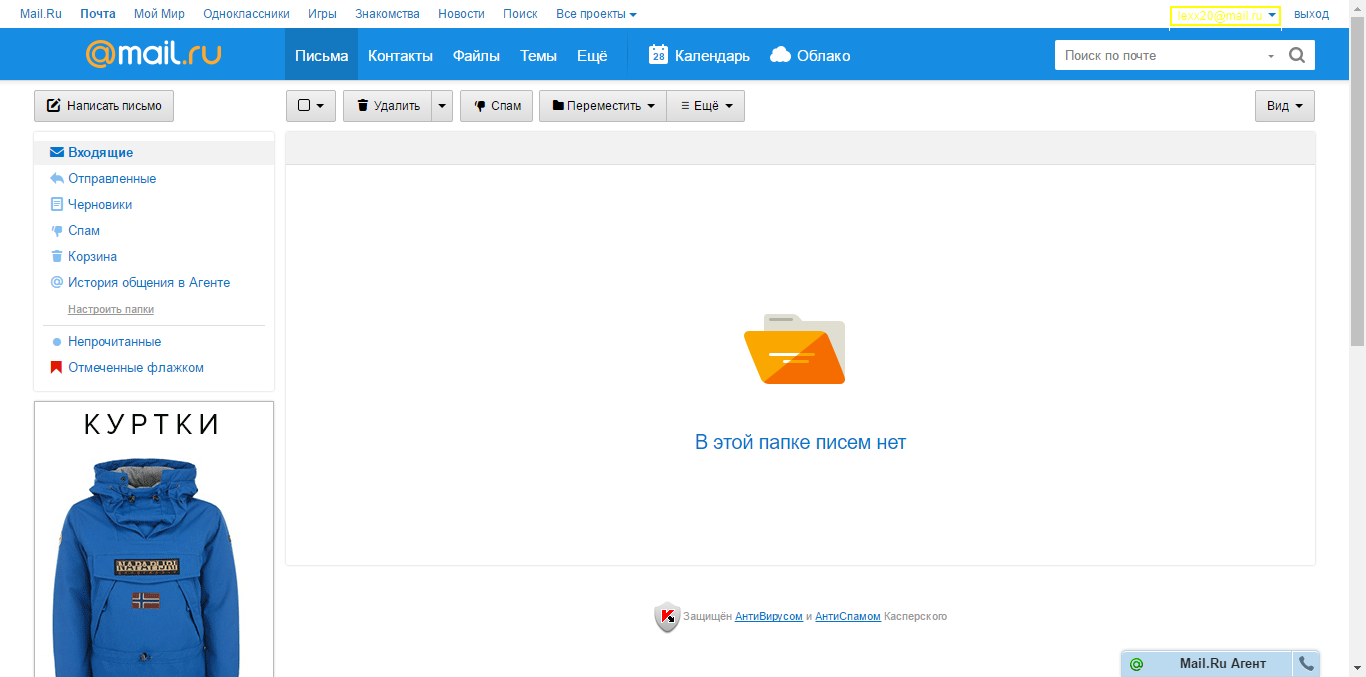 Mail.Ru Почта Мой Мир Одноклассники Игры Знакомства Новости Поиск Все проекты выход
@mail.ru Письма Контакты Файлы Темы Ещё 28 Календарь Облако Поиск по почте
Написать письмо Удалить Спам Переместить Ещё Вид
Входящие
Отправленные
Черновики
Спам
Корзина
История общения в Агенте
Настроить папки
Непрочитанные
Отмеченные флажком
В этой папке писем нет
КУРТКИ
NAPAPIJRI
Защищён АнтиВирусом и АнтиСпамом Касперского
Mail.Ru Агент